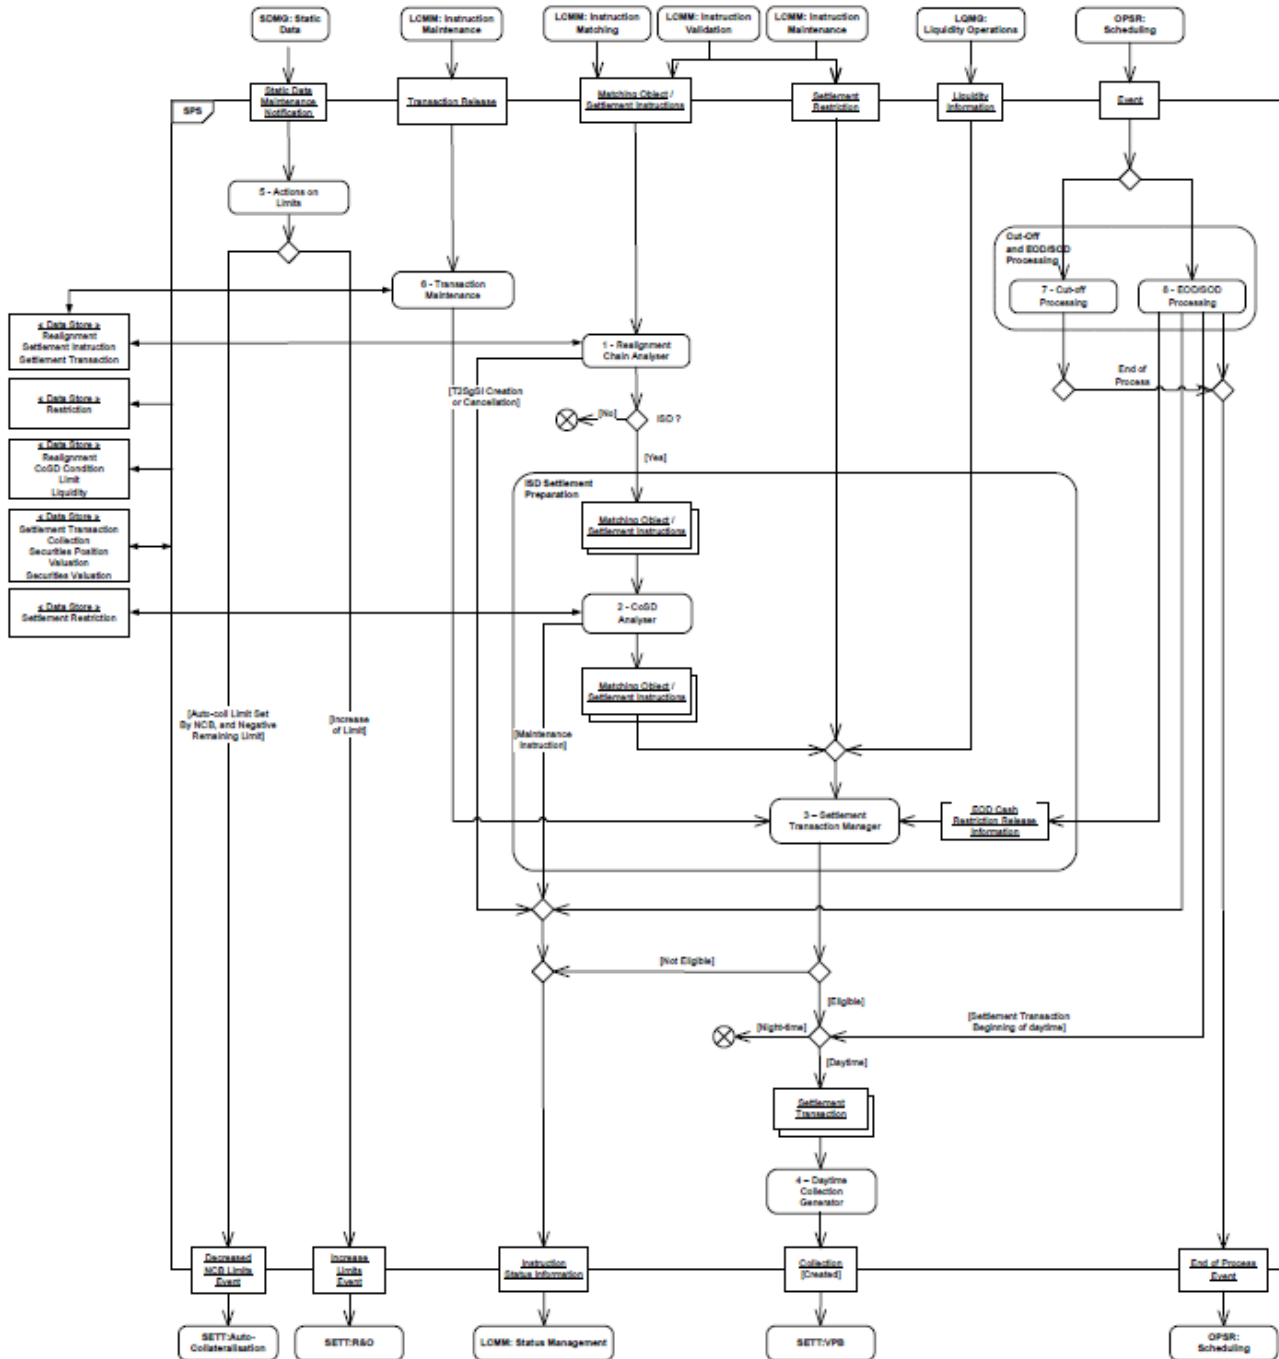 SDMG: Static
Data
LCMM: Instruction
Maintenance
LCMM: Instruction
Matching
LCMM: Instruction
Validation
LCMM: Instruction
Maintenance
LQMG:
Liquidity Operations
OPSR:
Scheduling
SPS
Static Data
Maintenance
Notification
Transaction Release
Matching Object /
Settlement Instructions
Settlement
Restriction
Liquidity
Information
Event
5 - Actions on
Limits
Cut-Off
and EOD/SOD
Processing
6 - Transaction
Maintenance
7 - Cut-off
Processing
8 - EOD/SOD
Processing
« Data Store »
Realignment
Settlement Instruction
Settlement Transaction
1 - Realignment
Chain Analyser
End of
Process
[T2SgSI Creation
or Cancellation]
« Data Store »
Restriction
[No]
ISD ?
[Yes]
« Data Store »
Realignment
CoSD Condition
Limit
Liquidity
ISD Settlement
Preparation
Matching Object /
Settlement Instructions
« Data Store »
Settlement Transaction
Collection
Securities Position
Valuation
Securities Valuation
« Data Store »
Settlement Restriction
2 - CoSD
Analyser
Matching Object /
Settlement Instructions
[Auto-coll Limit Set
By NCB, and Negative
Remaining Limit]
[Increase
of Limit]
[Maintenance
Instruction]
3 – Settlement
Transaction Manager
EOD Cash
Restriction Release
Information
[Not Eligible]
[Eligible]
[Settlement Transaction
Beginning of daytime]
[Night-time]
[Daytime]
Settlement
Transaction
4 – Daytime
Collection
Generator
Decreased
NCB Limits
Event
Increase
Limits
Event
Instruction
Status Information
Collection
[Created]
End of Process
Event
SETT:Auto-
Collateralisation
SETT:R&O
LCMM: Status Management
SETT:VPB
OPSR:
Scheduling